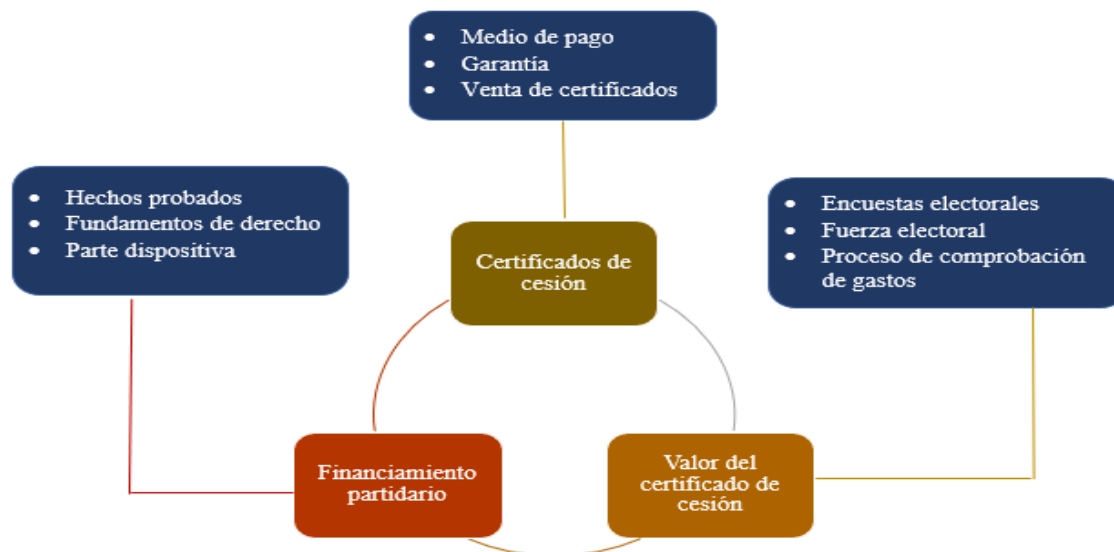 • Medio de pago
• Garantía
• Venta de certificados
• Hechos probados
• Fundamentos de derecho
• Parte dispositiva
• Encuestas electorales
• Fuerza electoral
• Proceso de comprobación
de gastos
Certificados de
cesión
Financiamiento
partidario
Valor del
certificado de
cesión